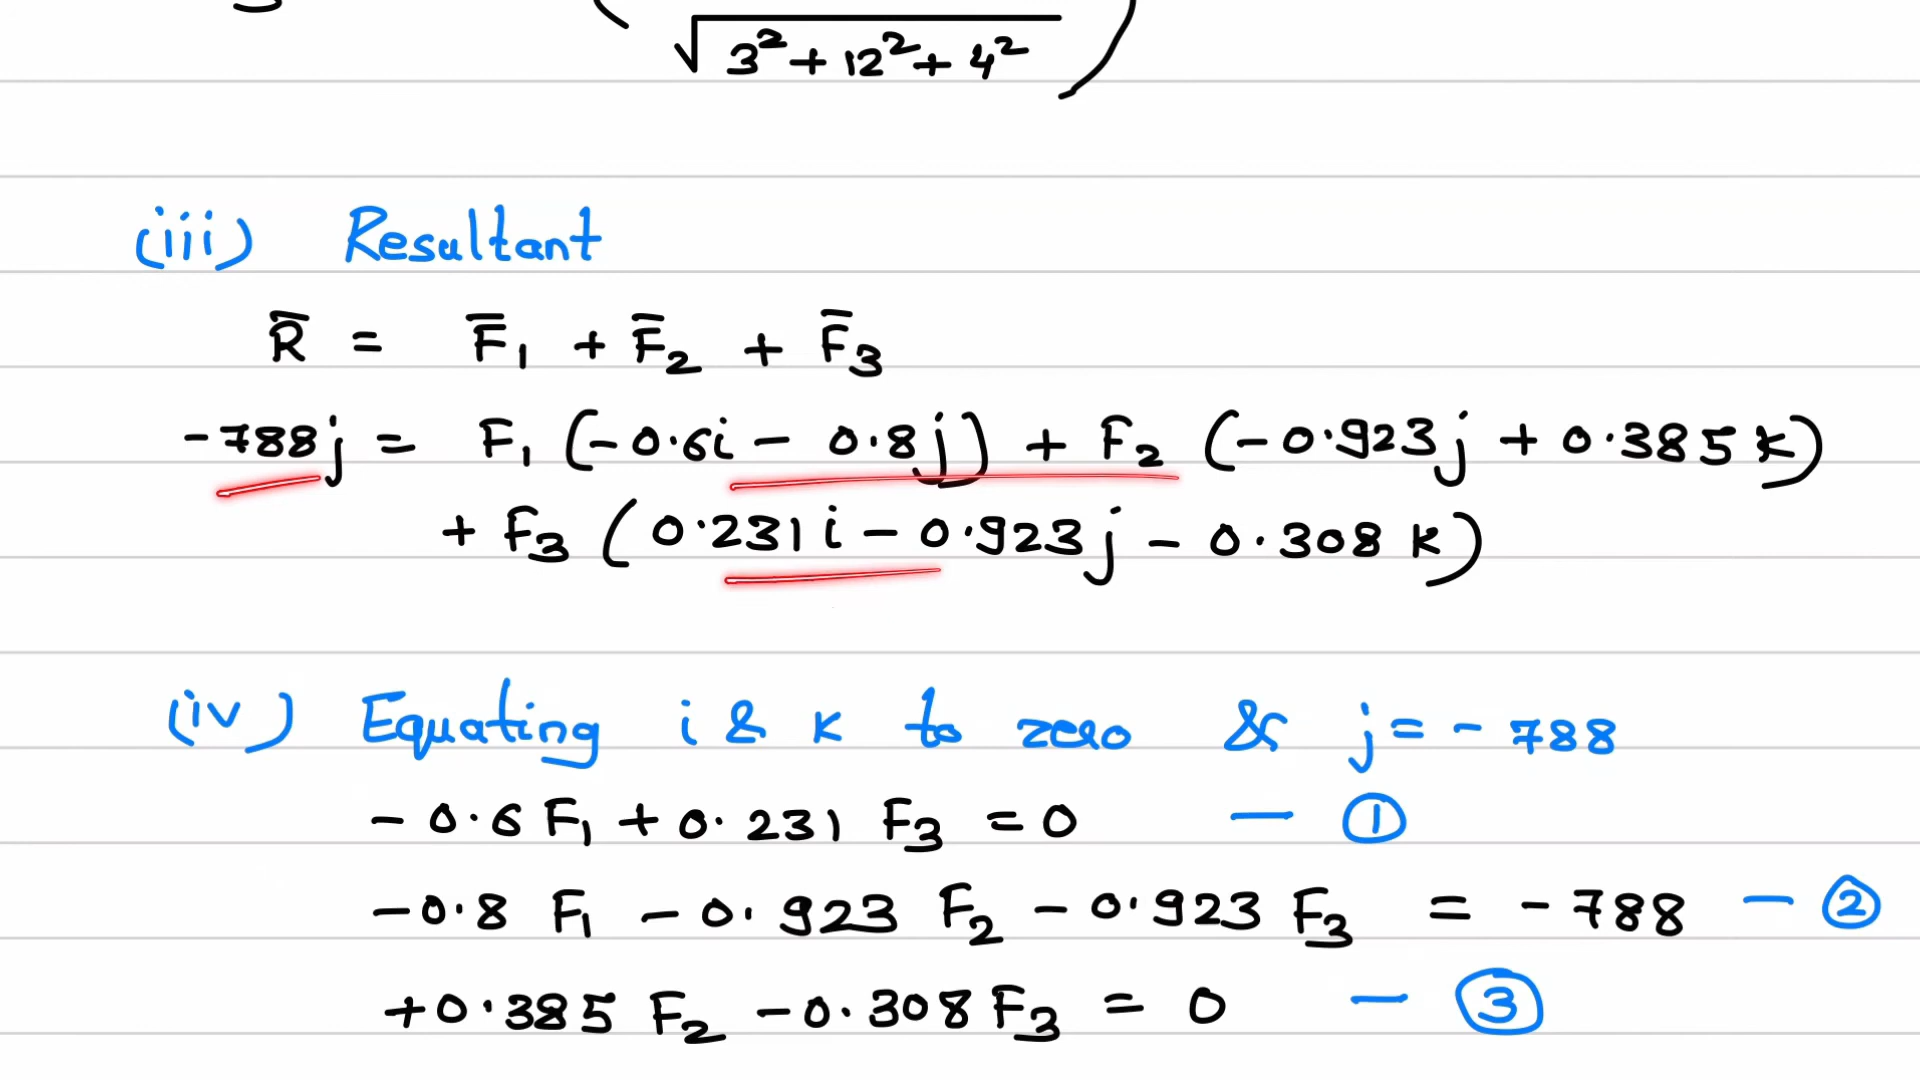 √3² + 12² + 4² )
(iii) Resultant
R̄ = F̄₁ + F̄₂ + F̄₃
-788j = F₁ (-0.6i - 0.8j) + F₂ (-0.923j + 0.385k)
+ F₃ (0.231i - 0.923j - 0.308k)
(iv) Equating i & k to zero & j = -788
-0.6 F₁ + 0.231 F₃ = 0 — ①
-0.8 F₁ - 0.923 F₂ - 0.923 F₃ = -788 — ②
+0.385 F₂ - 0.308 F₃ = 0 — ③